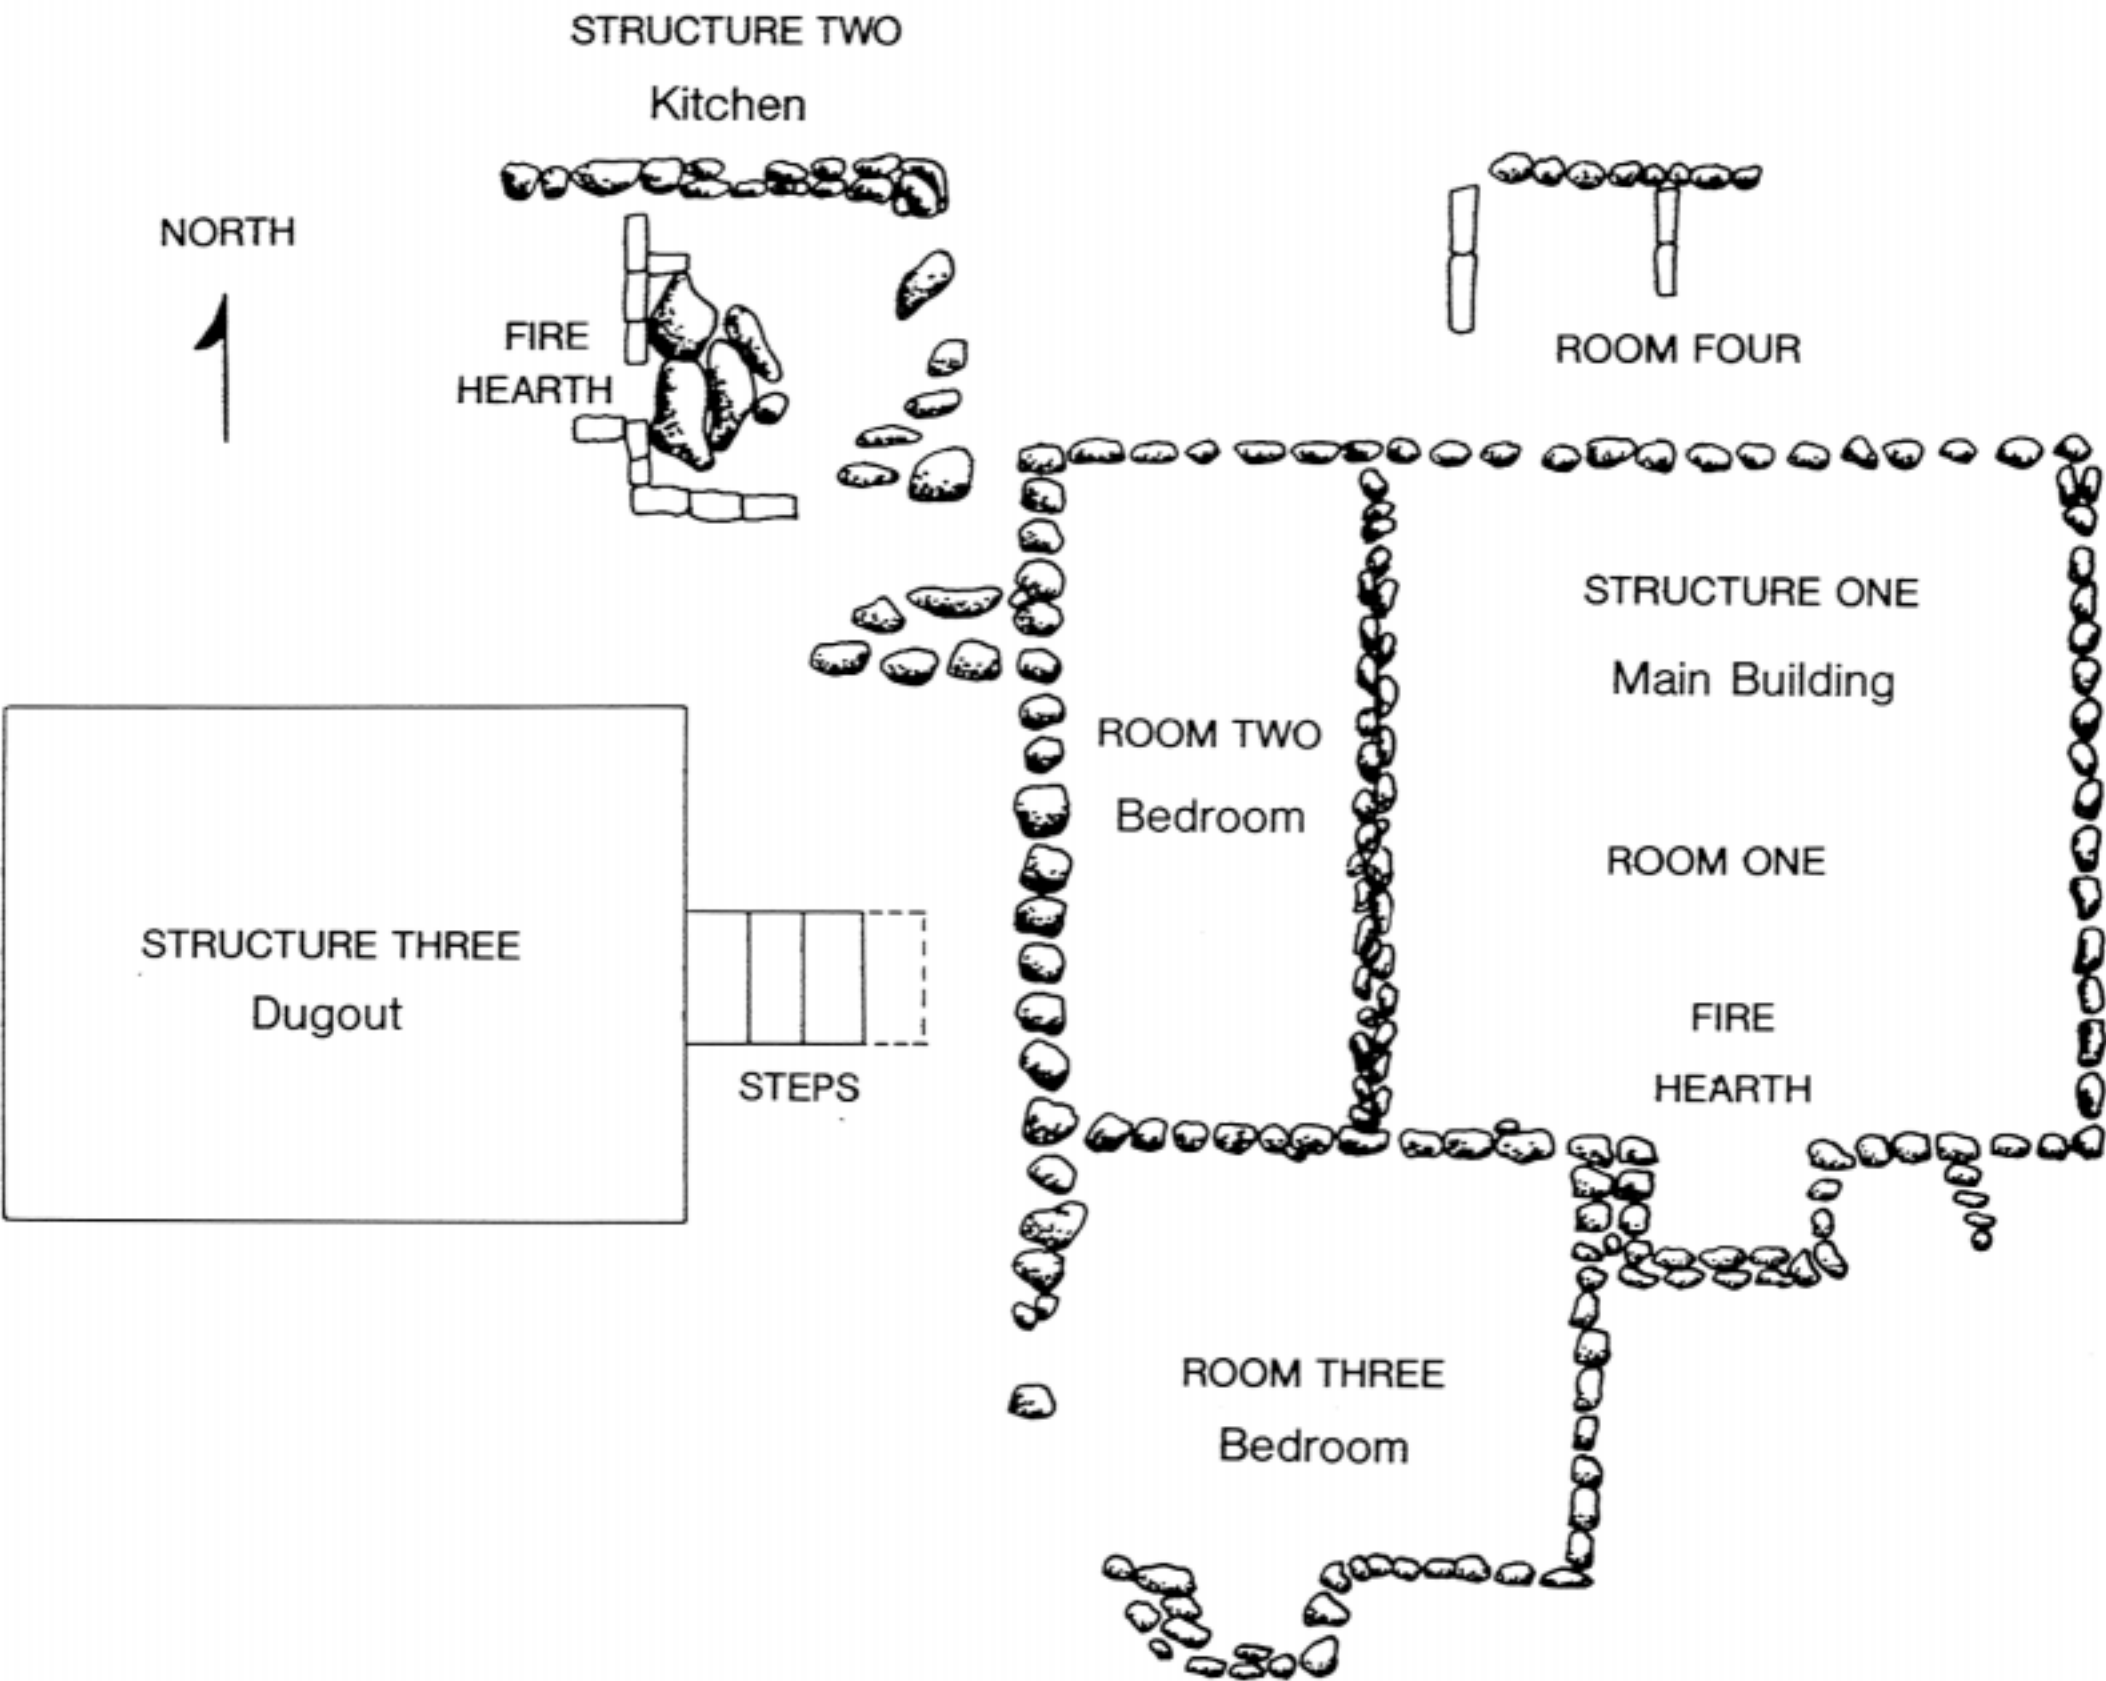 STRUCTURE TWO
Kitchen
NORTH
FIRE
HEARTH
ROOM FOUR
STRUCTURE ONE
Main Building
ROOM TWO
Bedroom
ROOM ONE
STRUCTURE THREE
Dugout
FIRE
HEARTH
STEPS
ROOM THREE
Bedroom